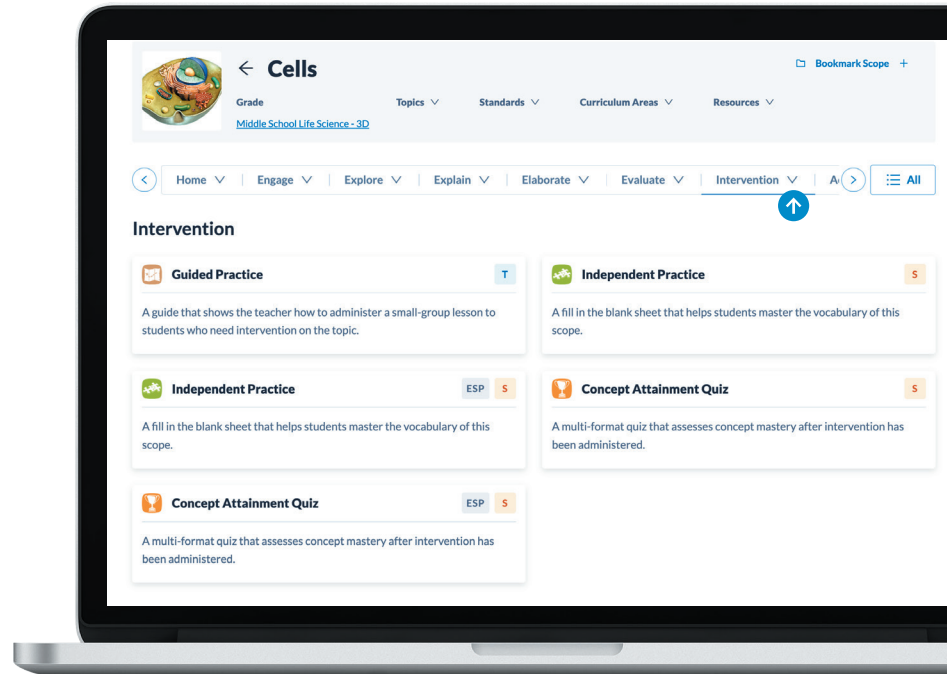 Cells
Bookmark Scope +
Grade
Topics
Standards
Curriculum Areas
Resources
Middle School Life Science - 3D
Home
Engage
Explore
Explain
Elaborate
Evaluate
Intervention
All
Intervention
Guided Practice
T
A guide that shows the teacher how to administer a small-group lesson to
students who need intervention on the topic.
Independent Practice
S
A fill in the blank sheet that helps students master the vocabulary of this
scope.
Independent Practice
ESP
S
A fill in the blank sheet that helps students master the vocabulary of this
scope.
Concept Attainment Quiz
S
A multi-format quiz that assesses concept mastery after intervention has
been administered.
Concept Attainment Quiz
ESP
S
A multi-format quiz that assesses concept mastery after intervention has
been administered.